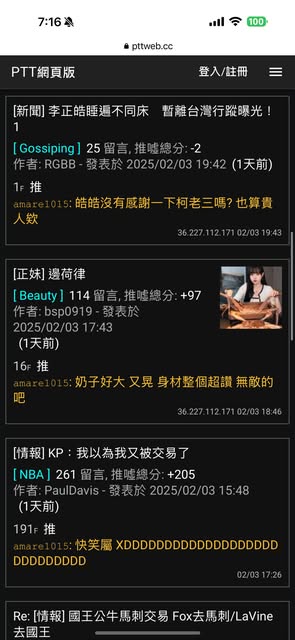 7:16
100
pttweb.cc
PTT網頁版
登入/註冊
[新聞] 李正皓睡遍不同床　暫離台灣行蹤曝光！
1
[ Gossiping ] 25 留言, 推噓總分: -2
作者: RGBB - 發表於 2025/02/03 19:42 (1天前)
1F 推
amare1015: 皓皓沒有感謝一下柯老三嗎? 也算貴
人欸
36.227.112.171 02/03 19:43
[正妹] 邊荷律
[ Beauty ] 114 留言, 推噓總分: +97
作者: bsp0919 - 發表於
2025/02/03 17:43
(1天前)
16F 推
amare1015: 奶子好大 又晃 身材整個超讚 無敵的
吧
36.227.112.171 02/03 18:46
[情報] KP：我以為我又被交易了
[ NBA ] 261 留言, 推噓總分: +205
作者: PaulDavis - 發表於 2025/02/03 15:48
(1天前)
191F 推
amare1015: 快笑屬 XDDDDDDDDDDDDDDDDDDD
DDDDDDDDD
02/03 17:26
Re: [情報] 國王公牛馬刺交易 Fox去馬刺/LaVine
去國王